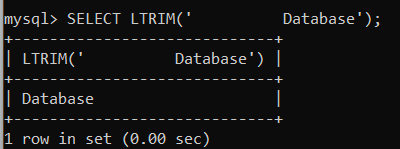 mysql> SELECT LTRIM('         Database');
+-----------------------------+
| LTRIM('         Database') |
+-----------------------------+
| Database                    |
+-----------------------------+
1 row in set (0.00 sec)